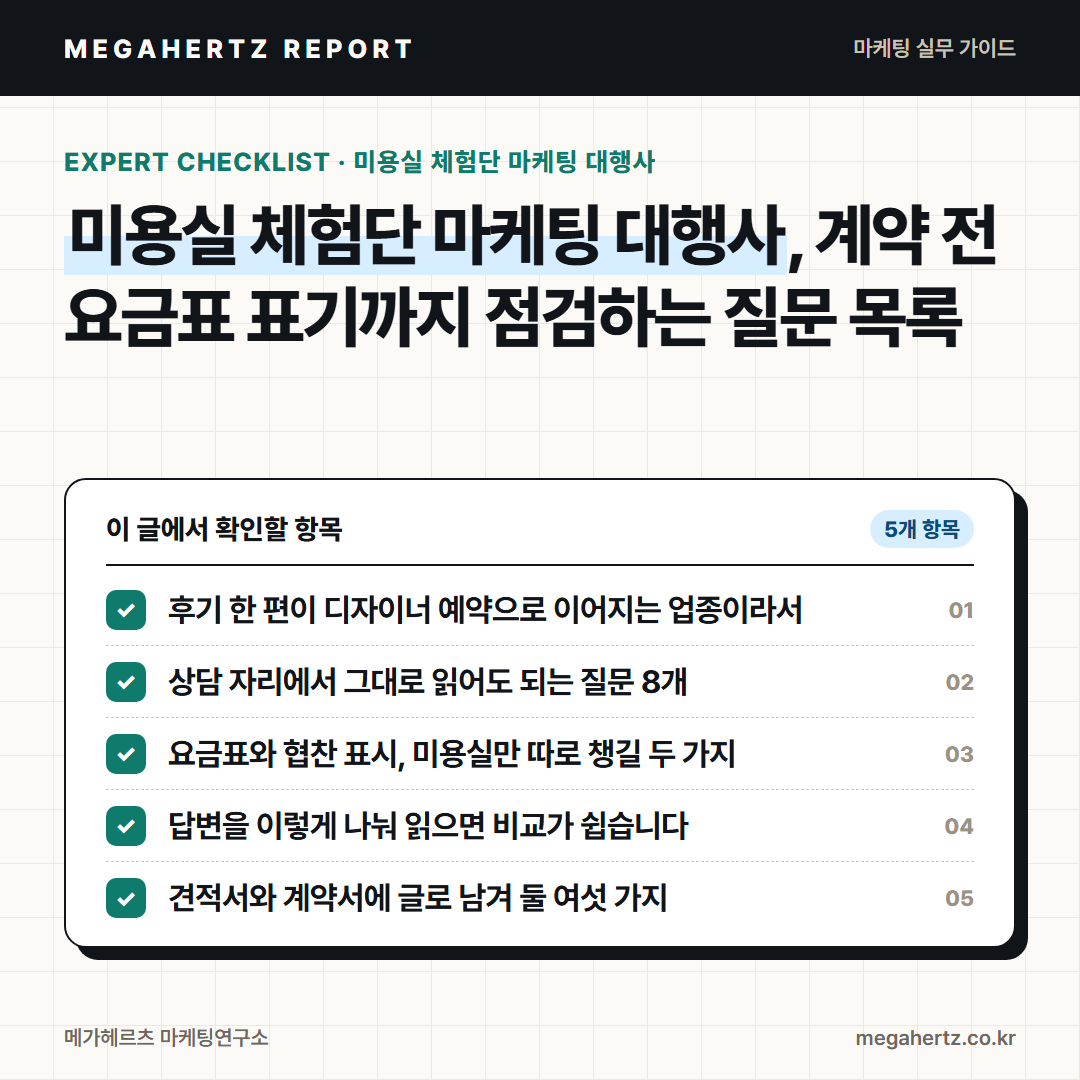 MEGAHERTZ REPORT
마케팅 실무 가이드
EXPERT CHECKLIST · 미용실 체험단 마케팅 대행사
미용실 체험단 마케팅 대행사, 계약 전
요금표 표기까지 점검하는 질문 목록
이 글에서 확인할 항목
5개 항목
후기 한 편이 디자이너 예약으로 이어지는 업종이라서
01
상담 자리에서 그대로 읽어도 되는 질문 8개
02
요금표와 협찬 표시, 미용실만 따로 챙길 두 가지
03
답변을 이렇게 나눠 읽으면 비교가 쉽습니다
04
견적서와 계약서에 글로 남겨 둘 여섯 가지
05
메가헤르츠 마케팅연구소
megahertz.co.kr